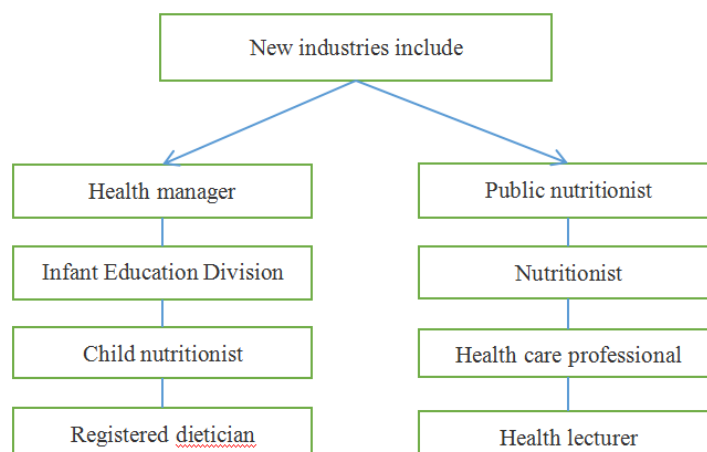 New industries include
Health manager
Public nutritionist
Infant Education Division
Nutritionist
Child nutritionist
Health care professional
Registered dietician
Health lecturer